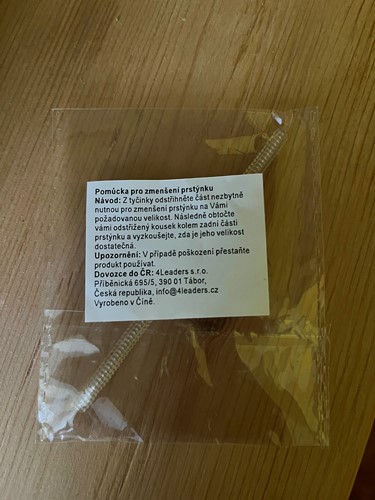 Pomůcka pro zmenšení prstýnku
Návod: Z tyčinky odstřihněte část nezbytně
nutnou pro zmenšení prstýnku na Vámi
požadovanou velikost. Následně obtočte
vámi odstřižený kousek kolem zadní části
prstýnku a vyzkoušejte, zda je jeho velikost
dostatečná.
Upozornění: V případě poškození přestaňte
produkt používat.
Dovozce do ČR: 4Leaders s.r.o.
Příběnická 695/5, 390 01 Tábor,
Česká republika, info@4leaders.cz
Vyrobeno v Číně.